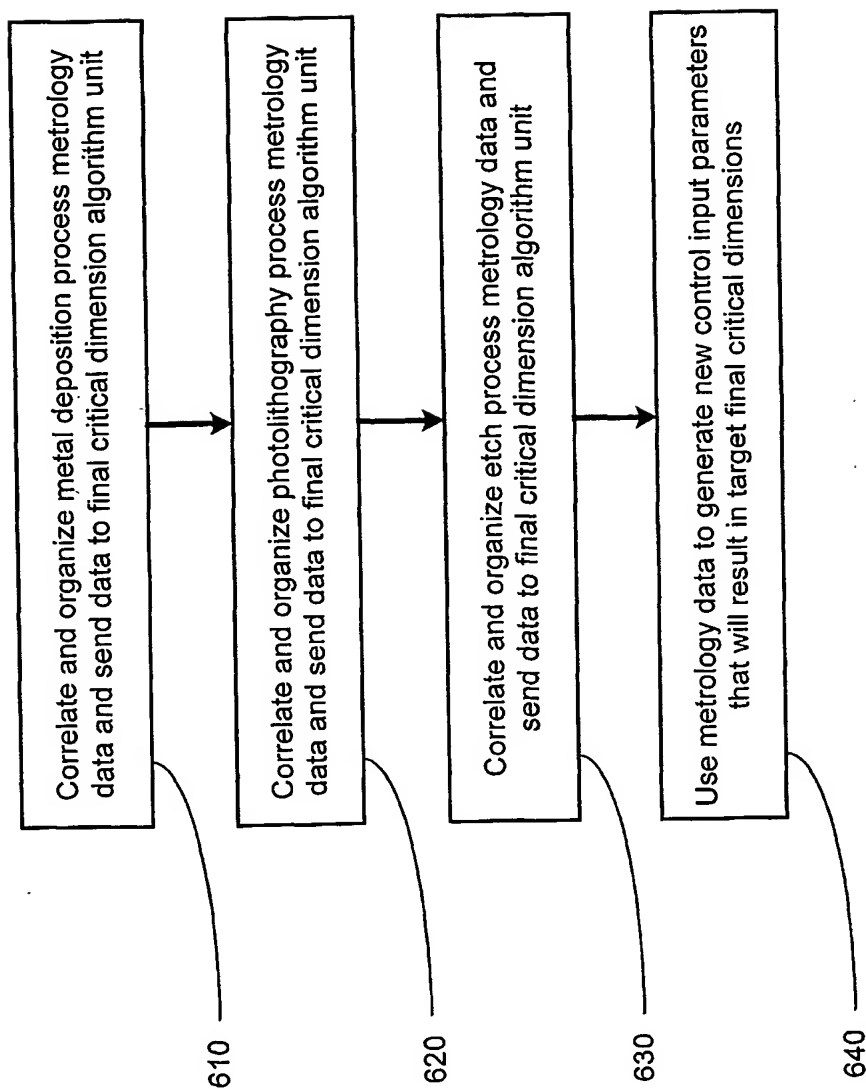 Correlate and organize metal deposition process metrology
data and send data to final critical dimension algorithm unit
610
Correlate and organize photolithography process metrology
data and send data to final critical dimension algorithm unit
620
Correlate and organize etch process metrology data and
send data to final critical dimension algorithm unit
630
Use metrology data to generate new control input parameters
that will result in target final critical dimensions
640